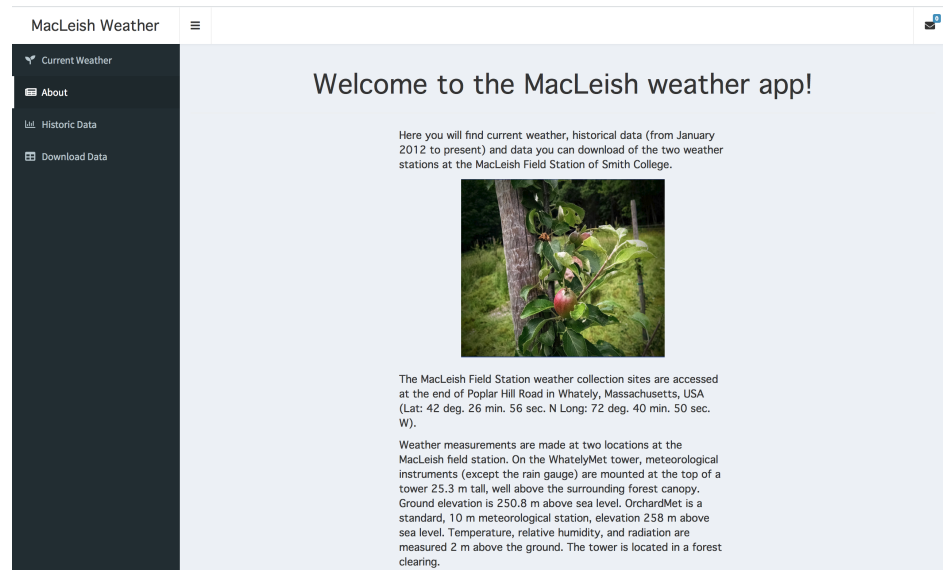 MacLeish Weather
0
Current Weather
About
Historic Data
Download Data
Welcome to the MacLeish weather app!
Here you will find current weather, historical data (from January
2012 to present) and data you can download of the two weather
stations at the MacLeish Field Station of Smith College.
The MacLeish Field Station weather collection sites are accessed
at the end of Poplar Hill Road in Whately, Massachusetts, USA
(Lat: 42 deg. 26 min. 56 sec. N Long: 72 deg. 40 min. 50 sec.
W).
Weather measurements are made at two locations at the
MacLeish field station. On the WhatelyMet tower, meteorological
instruments (except the rain gauge) are mounted at the top of a
tower 25.3 m tall, well above the surrounding forest canopy.
Ground elevation is 250.8 m above sea level. OrchardMet is a
standard, 10 m meteorological station, elevation 258 m above
sea level. Temperature, relative humidity, and radiation are
measured 2 m above the ground. The tower is located in a forest
clearing.